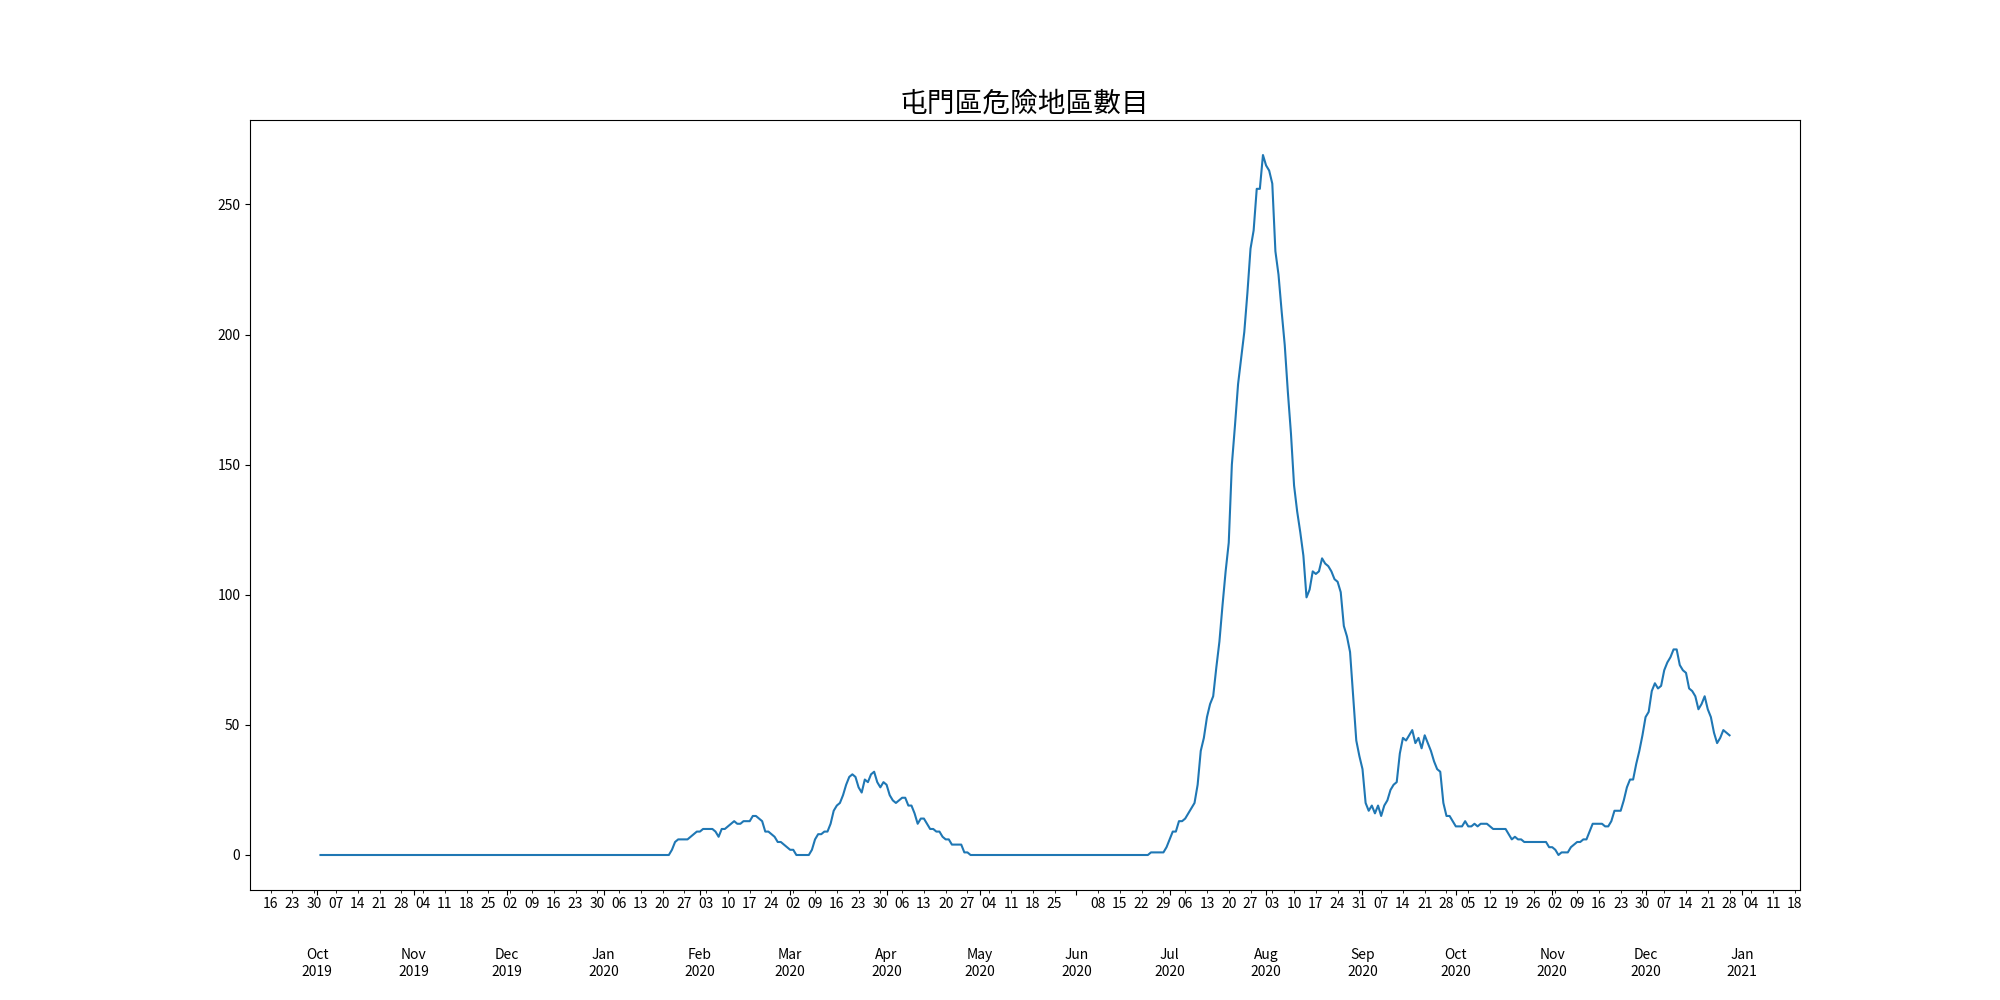 屯門區危險地區數目
250
200
150
100
50
0
16 23 30 07 14 21 28 04 11 18 25 02 09 16 23 30 06 13 20 27 03 10 17 24 02 09 16 23 30 06 13 20 27 04 11 18 25 08 15 22 29 06 13 20 27 03 10 17 24 31 07 14 21 28 05 12 19 26 02 09 16 23 30 07 14 21 28 04 11 18
Oct Nov Dec Jan Feb Mar Apr May Jun Jul Aug Sep Oct Nov Dec Jan
2019 2019 2019 2020 2020 2020 2020 2020 2020 2020 2020 2020 2020 2020 2020 2021